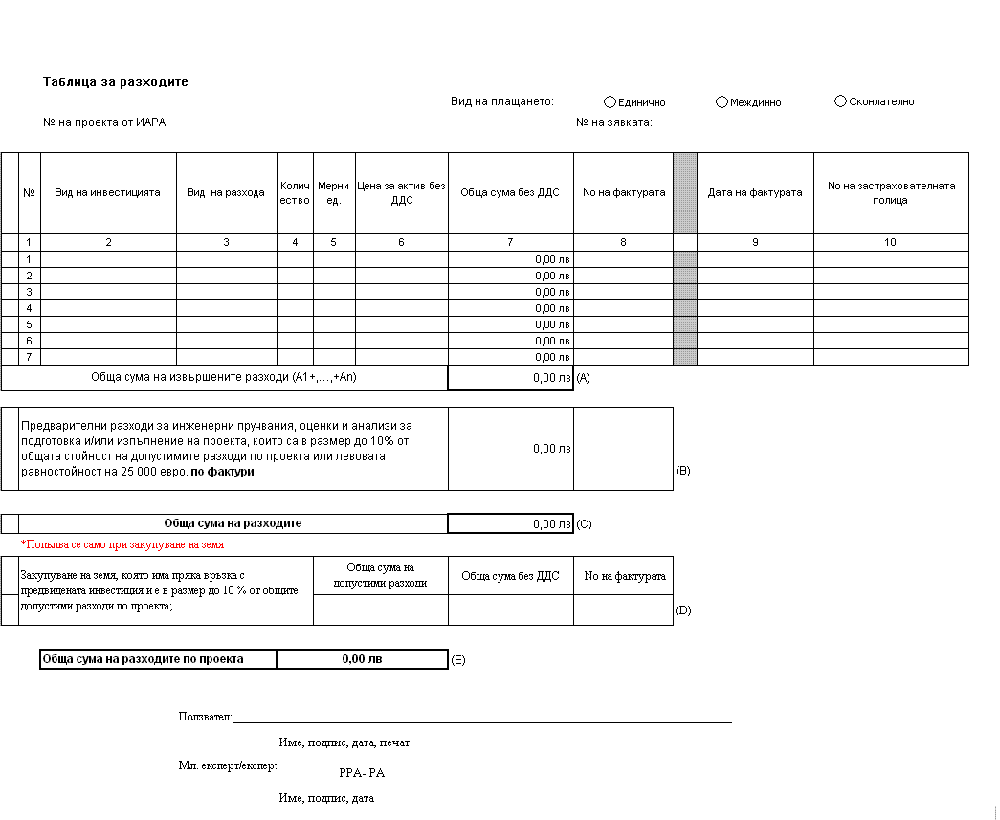 Таблица за разходите
Вид на плащането: Единично Междинно Оконлателно
№ на проекта от ИАРА: № на зявката:
№ Вид на инвестицията Вид на разхода Колич Мерни Цена за актив без Обща сума без ДДС No на фактурата Дата на фактурата No на застрахователната
ество ед. ДДС полица
1 2 3 4 5 6 7 8 9 10
1 0,00 лв
2 0,00 лв
3 0,00 лв
4 0,00 лв
5 0,00 лв
6 0,00 лв
7 0,00 лв
Обща сума на извършените разходи (А1+,...,+Аn) 0,00 лв (А)
Предварителни разходи за инженерни пручвания, оценки и анализи за
подготовка и/или изпълнение на проекта, които са в размер до 10% от
общата стойност на допустимите разходи по проекта или левовата
равностойност на 25 000 евро. по фактури
0,00 лв
(B)
Обща сума на разходите 0,00 лв (C)
*Попълва се само при закупуване на земя
Закупуване на земя, която има пряка връзка с
предвидената инвестиция и е в размер до 10 % от общите
допустими разходи по проекта;
Обща сума на
допустими разходи
Обща сума без ДДС No на фактурата
(D)
Обща сума на разходите по проекта 0,00 лв (E)
Ползвател:
Име, подпис, дата, печат
Мл. експерт/експер:
РРА- РА
Име, подпис, дата